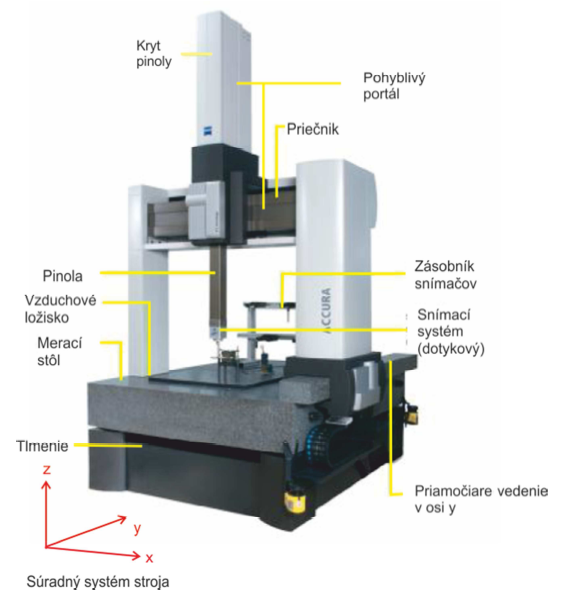 Kryt
pinoly
Pohyblivý
portál
Priečnik
Pinola
Zásobník
snímačov
Vzduchové
ložisko
ACCURA
Snímací
systém
(dotykový)
Merací
stôl
Tlmenie
z
y
x
Priamočiare vedenie
v osi y
Súradný systém stroja